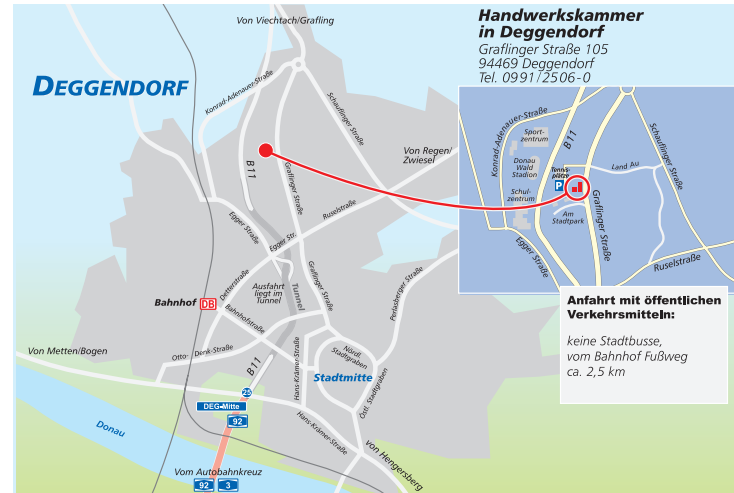 Von Viechtach/Grafling
Handwerkskammer
in Deggendorf
Graflinger Straße 105
94469 Deggendorf
Tel. 0991/2506-0
DEGGENDORF
Konrad-Adenauer-Straße
Schauflinger Straße
B11
Von Regen/
Zwiesel
Graflinger Straße
Ruselstraße
Egger Straße
Egger Str.
Konrad-Adenauer-Straße
B11
Sport-
zentrum
Donau
Wald
Stadion
Tennis-
plätze
P
Schul-
zentrum
Land Au
Schauflinger Straße
Am
Stadtpark
Graflinger Straße
Egger Straße
Ruselstraße
Detterstraße
Ausfahrt
liegt im
Tunnel
Tunnel
Graflinger Straße
Perlasberger Straße
Bahnhof DB
Bahnhofstraße
Anfahrt mit öffentlichen
Verkehrsmitteln:
keine Stadtbusse,
vom Bahnhof Fußweg
ca. 2,5 km
Von Metten/Bogen
Otto-Denk-Straße
B11
Hans-Krämer-Straße
Nördl.
Stadtgraben
Stadtmitte
Östl. Stadtgraben
25
DEG-Mitte
92
Hans-Krämer-Straße
Donau
von Hengersberg
Vom Autobahnkreuz
92 3